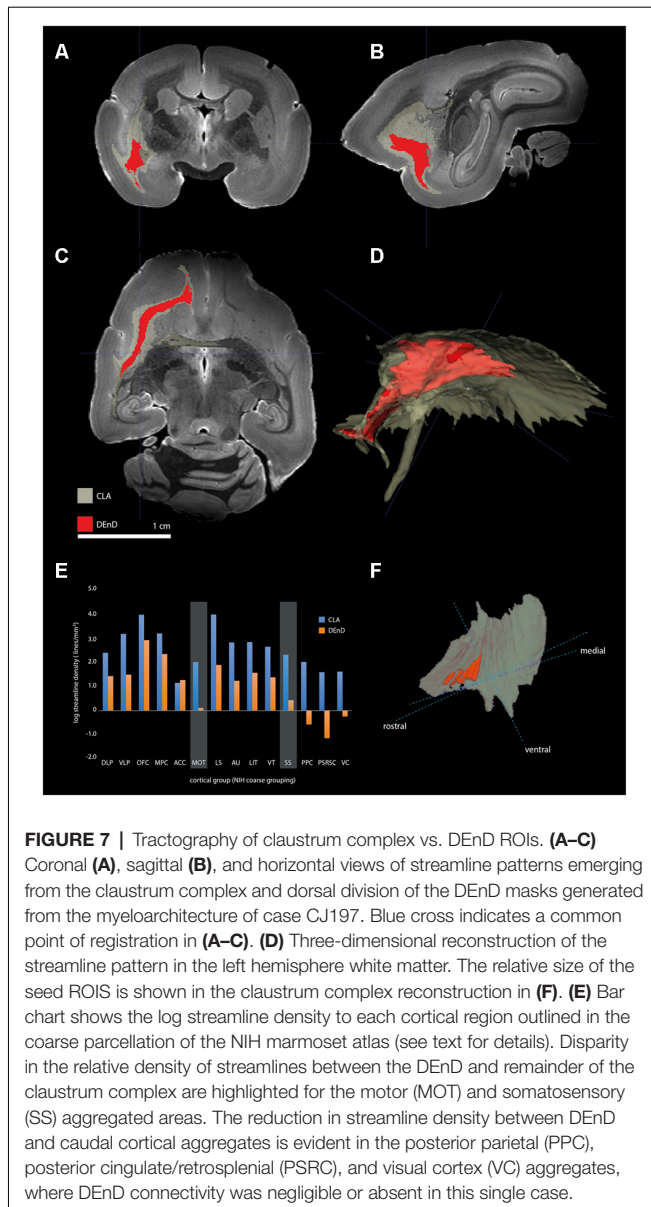 A
B
C
D
CLA
DEnD
1 cm
E
F
5.0
4.0
3.0
2.0
1.0
0
-1.0
-2.0
log streamline density ( lines/mm³)
CLA
DEnD
DLP VLP OFC MPC ACC MOT LS AU LIT VT SS PPC PSRSC VC
cortical group (NIH coarse grouping)
medial
rostral
ventral
FIGURE 7 | Tractography of claustrum complex vs. DEnD ROIs. (A–C)
Coronal (A), sagittal (B), and horizontal views of streamline patterns emerging
from the claustrum complex and dorsal division of the DEnD masks generated
from the myeloarchitecture of case CJ197. Blue cross indicates a common
point of registration in (A–C). (D) Three-dimensional reconstruction of the
streamline pattern in the left hemisphere white matter. The relative size of the
seed ROIS is shown in the claustrum complex reconstruction in (F). (E) Bar
chart shows the log streamline density to each cortical region outlined in the
coarse parcellation of the NIH marmoset atlas (see text for details). Disparity
in the relative density of streamlines between the DEnD and remainder of the
claustrum complex are highlighted for the motor (MOT) and somatosensory
(SS) aggregated areas. The reduction in streamline density between DEnD
and caudal cortical aggregates is evident in the posterior parietal (PPC),
posterior cingulate/retrosplenial (PSRC), and visual cortex (VC) aggregates,
where DEnD connectivity was negligible or absent in this single case.